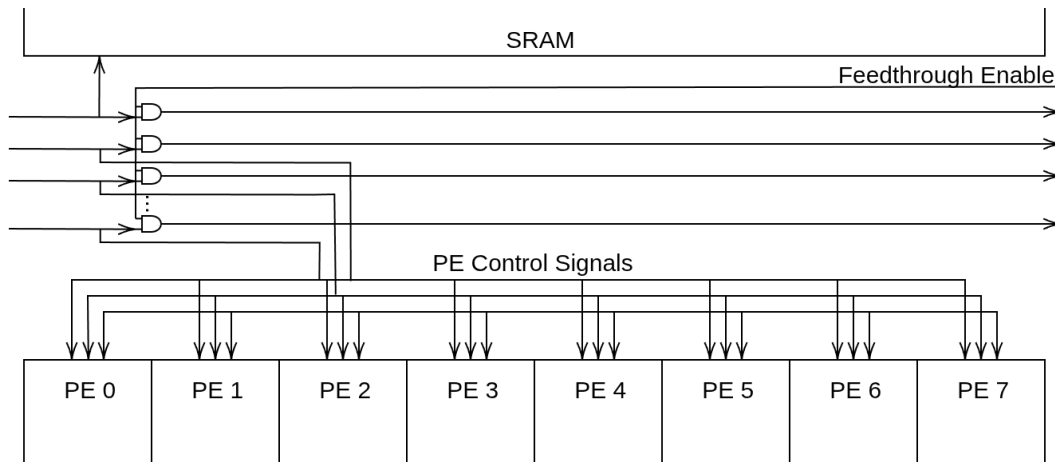 SRAM
Feedthrough Enable
PE Control Signals
PE 0 PE 1 PE 2 PE 3 PE 4 PE 5 PE 6 PE 7